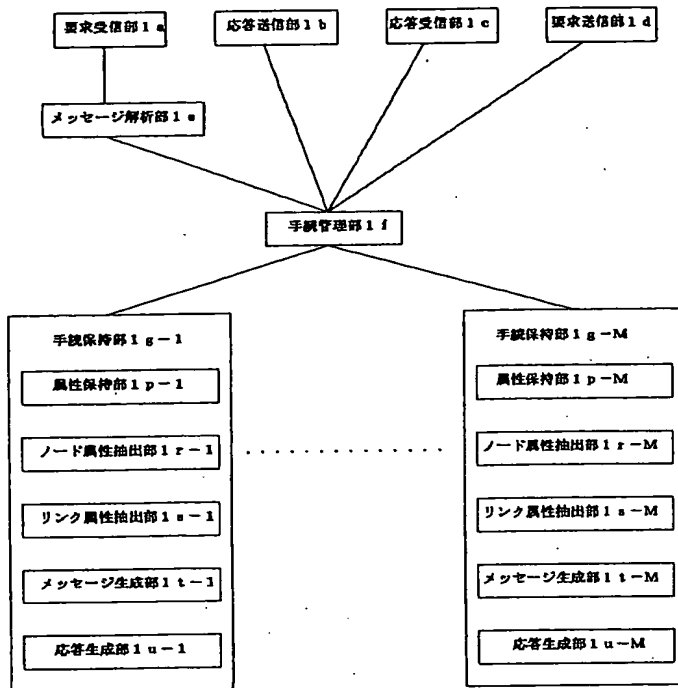 要求受信部1a
応答送信部1b
応答受信部1c
要求送信部1d
メッセージ解析部1e
手続管理部1f
手続保持部1g-1
属性保持部1p-1
ノード属性抽出部1r-1
リンク属性抽出部1s-1
メッセージ生成部1t-1
応答生成部1u-1
手続保持部1g-M
属性保持部1p-M
ノード属性抽出部1r-M
リンク属性抽出部1s-M
メッセージ生成部1t-M
応答生成部1u-M